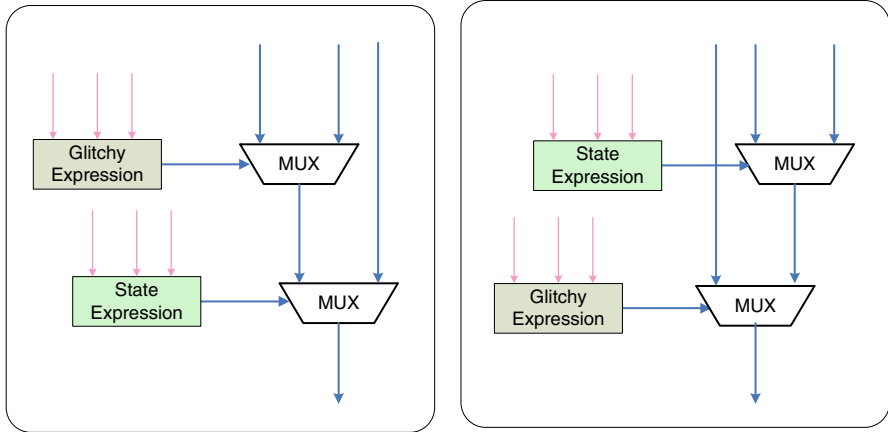 Glitchy
Expression
MUX
State
Expression
MUX
State
Expression
MUX
Glitchy
Expression
MUX